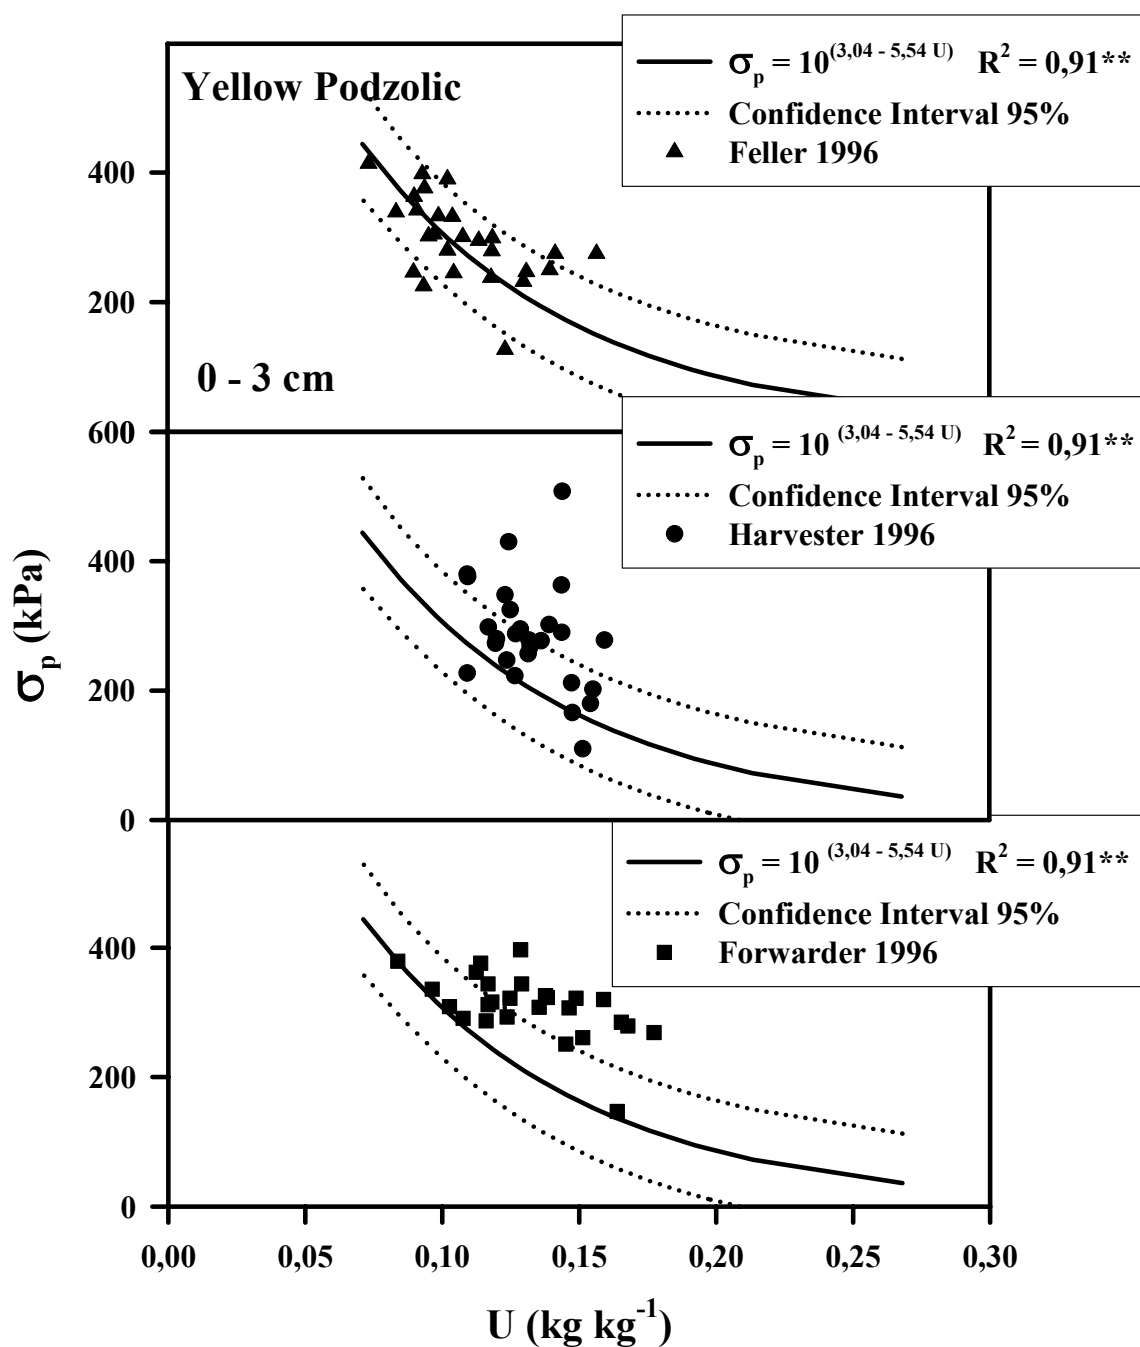 σp = 10(3,04 - 5,54 U) R2 = 0,91**
Confidence Interval 95%
Feller 1996
Yellow Podzolic
400
200
0 - 3 cm
600
σp = 10 (3,04 - 5,54 U) R2 = 0,91**
Confidence Interval 95%
Harvester 1996
400
200
0
σp (kPa)
σp = 10 (3,04 - 5,54 U) R2 = 0,91**
Confidence Interval 95%
Forwarder 1996
400
200
0
0,00 0,05 0,10 0,15 0,20 0,25 0,30
U (kg kg-1)